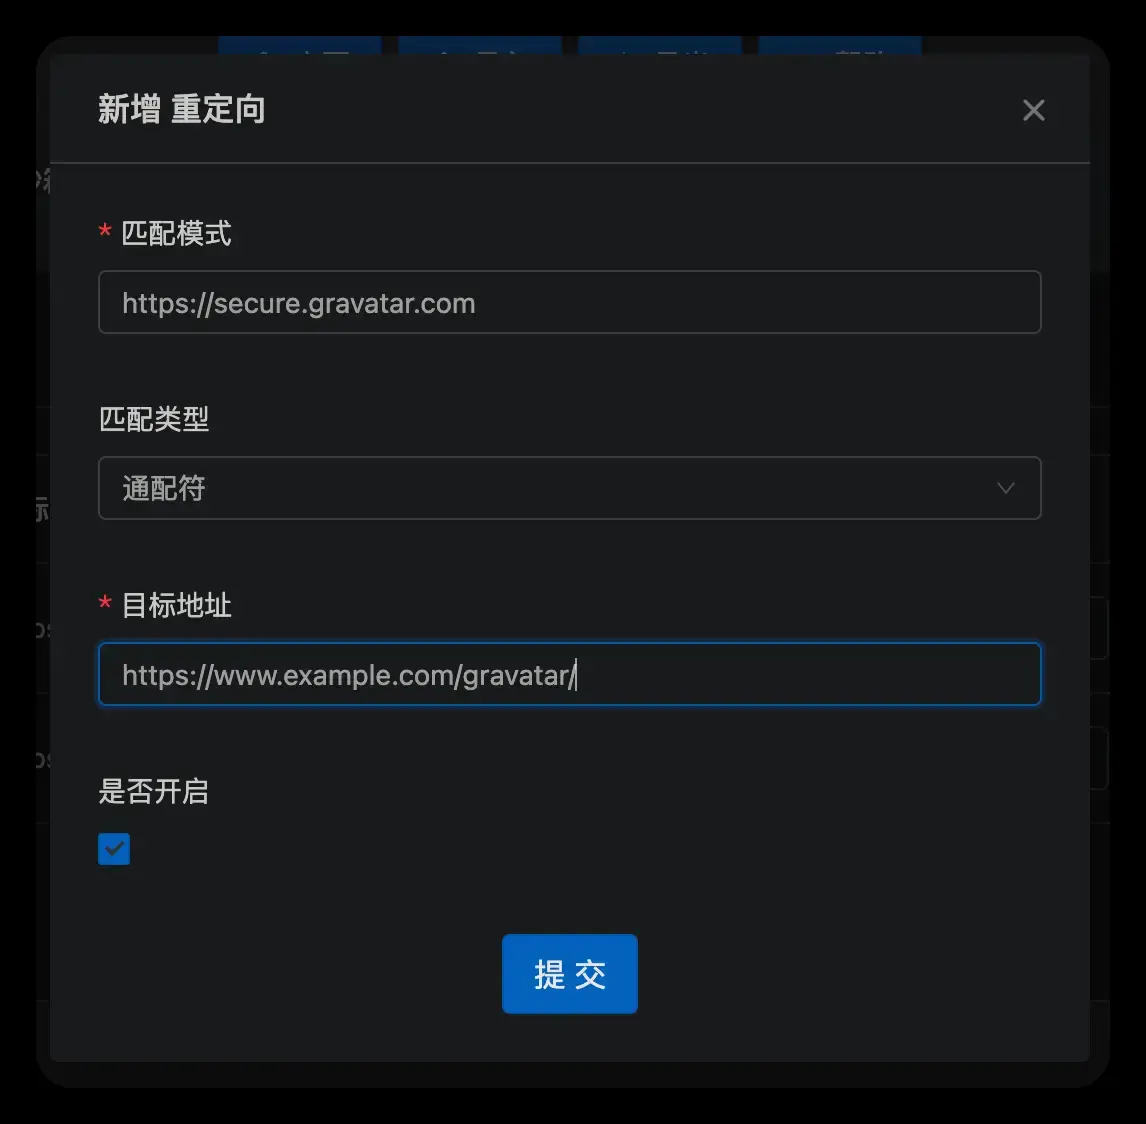 新增 重定向
* 匹配模式
https://secure.gravatar.com
匹配类型
通配符
* 目标地址
https://www.example.com/gravatar/
是否开启
提 交